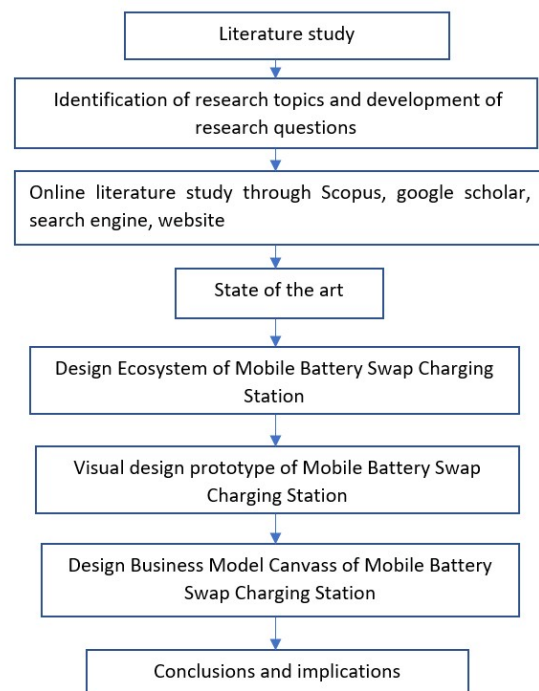 Literature study
Identification of research topics and development of
research questions
Online literature study through Scopus, google scholar,
search engine, website
State of the art
Design Ecosystem of Mobile Battery Swap Charging
Station
Visual design prototype of Mobile Battery Swap
Charging Station
Design Business Model Canvass of Mobile Battery
Swap Charging Station
Conclusions and implications